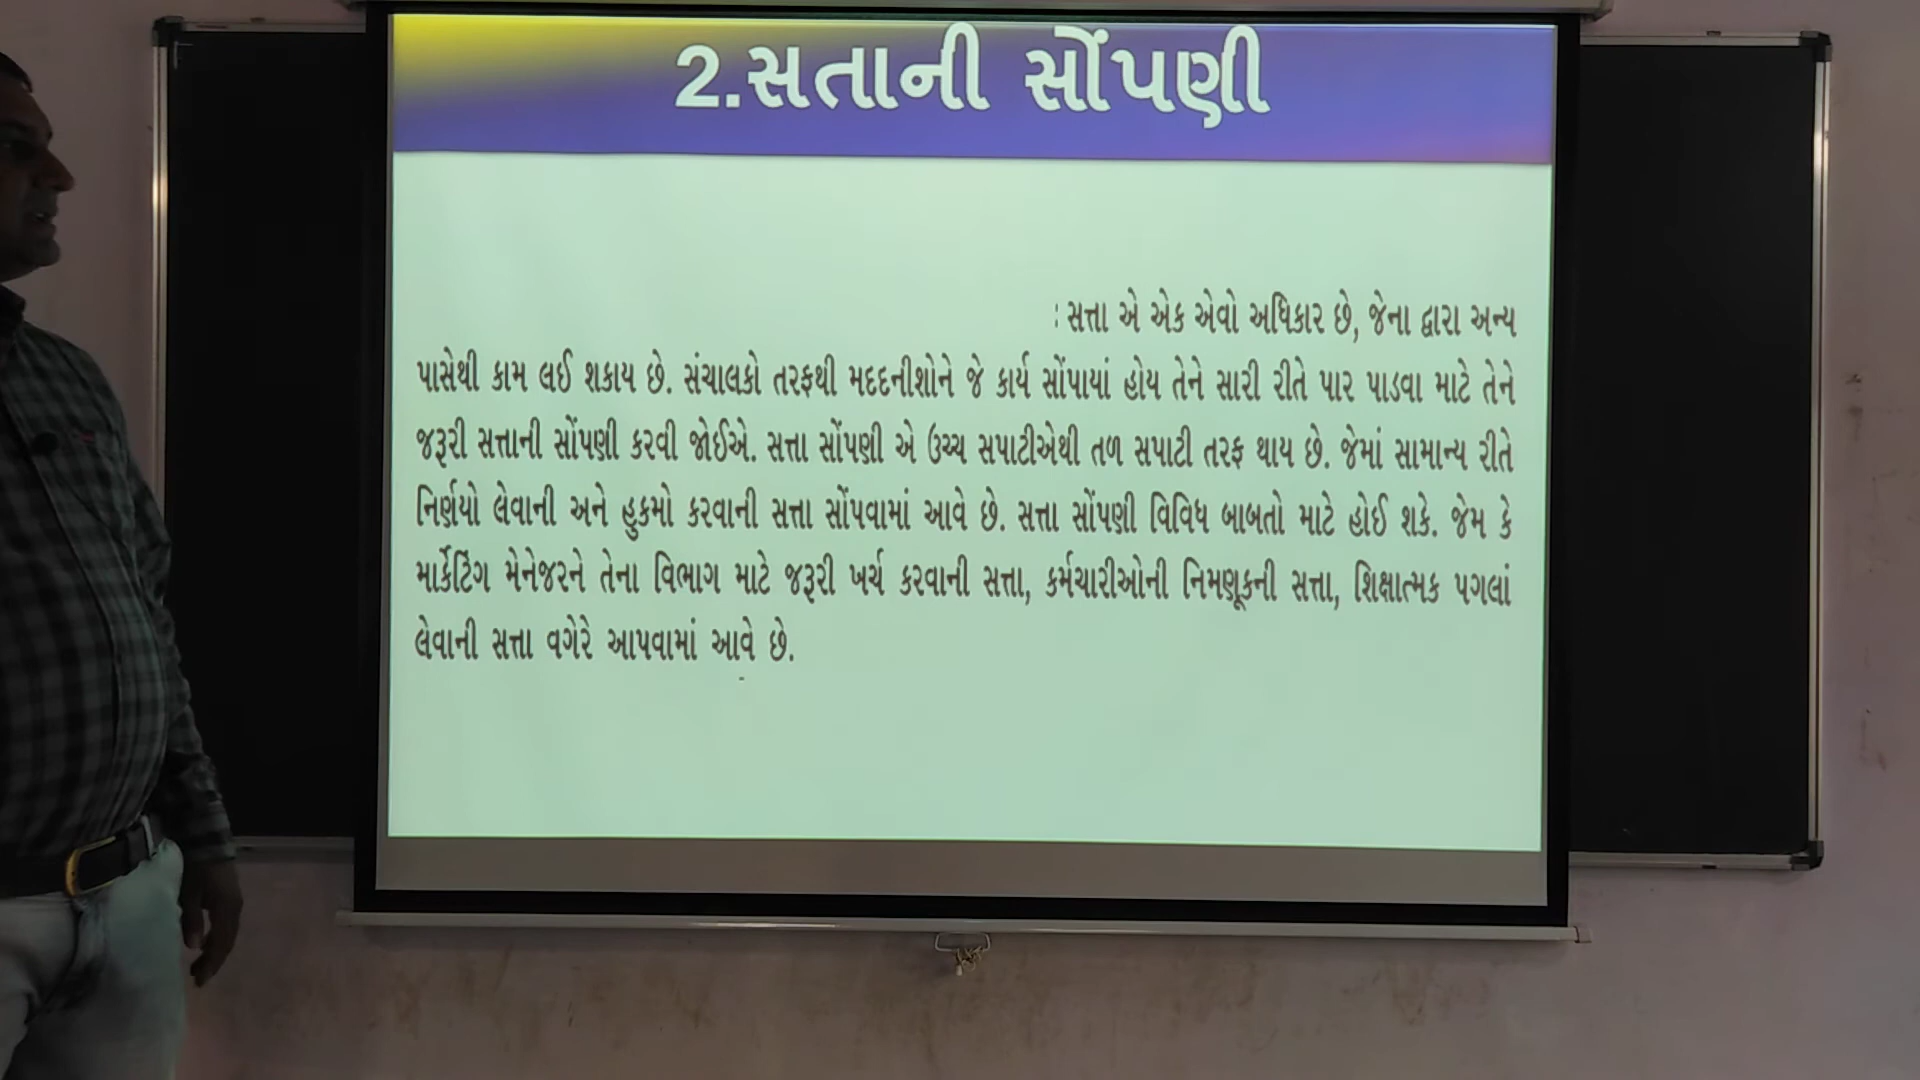 2.સતાની સોંપણી
: સત્તા એ એક એવો અધિકાર છે, જેના દ્વારા અન્ય
પાસેથી કામ લઈ શકાય છે. સંચાલકો તરફથી મદદનીશોને જે કાર્ય સોંપાયાં હોય તેને સારી રીતે પાર પાડવા માટે તેને
જરૂરી સત્તાની સોંપણી કરવી જોઈએ. સત્તા સોંપણી એ ઉચ્ચ સપાટીએથી તળ સપાટી તરફ થાય છે. જેમાં સામાન્ય રીતે
નિર્ણયો લેવાની અને હુકમો કરવાની સત્તા સોંપવામાં આવે છે. સત્તા સોંપણી વિવિધ બાબતો માટે હોઈ શકે. જેમ કે
માર્કેટિંગ મેનેજરને તેના વિભાગ માટે જરૂરી ખર્ચ કરવાની સત્તા, કર્મચારીઓની નિમણૂકની સત્તા, શિક્ષાત્મક પગલાં
લેવાની સત્તા વગેરે આપવામાં આવે છે.